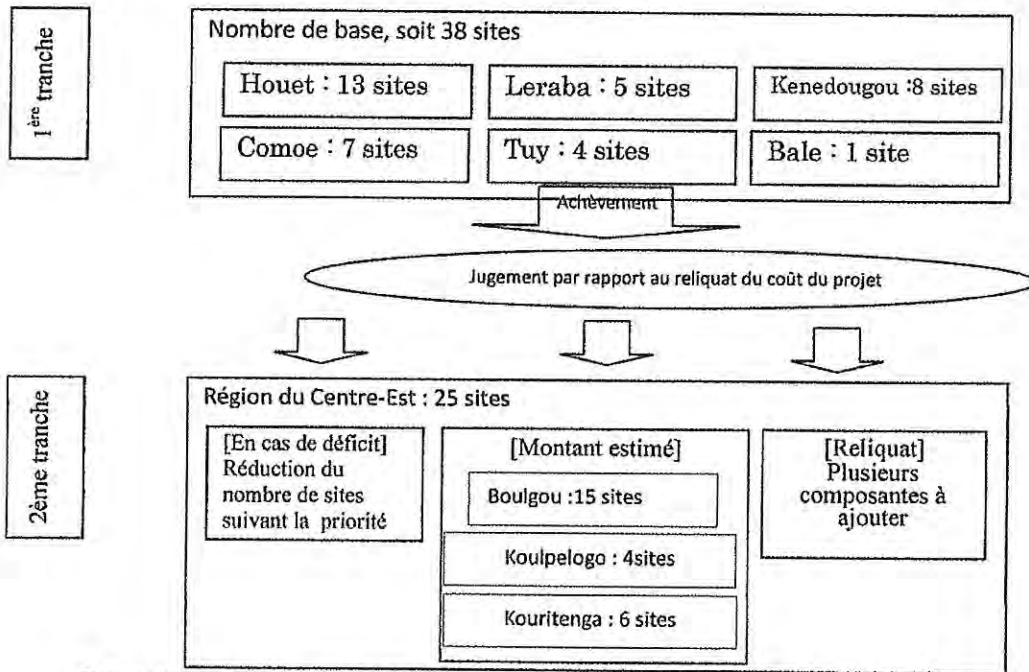 1ère tranche
Nombre de base, soit 38 sites
Houet : 13 sites
Leraba : 5 sites
Kenedougou :8 sites
Comoe : 7 sites
Tuy : 4 sites
Bale : 1 site
Achèvement
Jugement par rapport au reliquat du coût du projet
2ème tranche
Région du Centre-Est : 25 sites
[En cas de déficit]
Réduction du
nombre de sites
suivant la priorité
[Montant estimé]
Boulgou :15 sites
Koulpelogo : 4sites
Kouritenga : 6 sites
[Reliquat]
Plusieurs
composantes à
ajouter